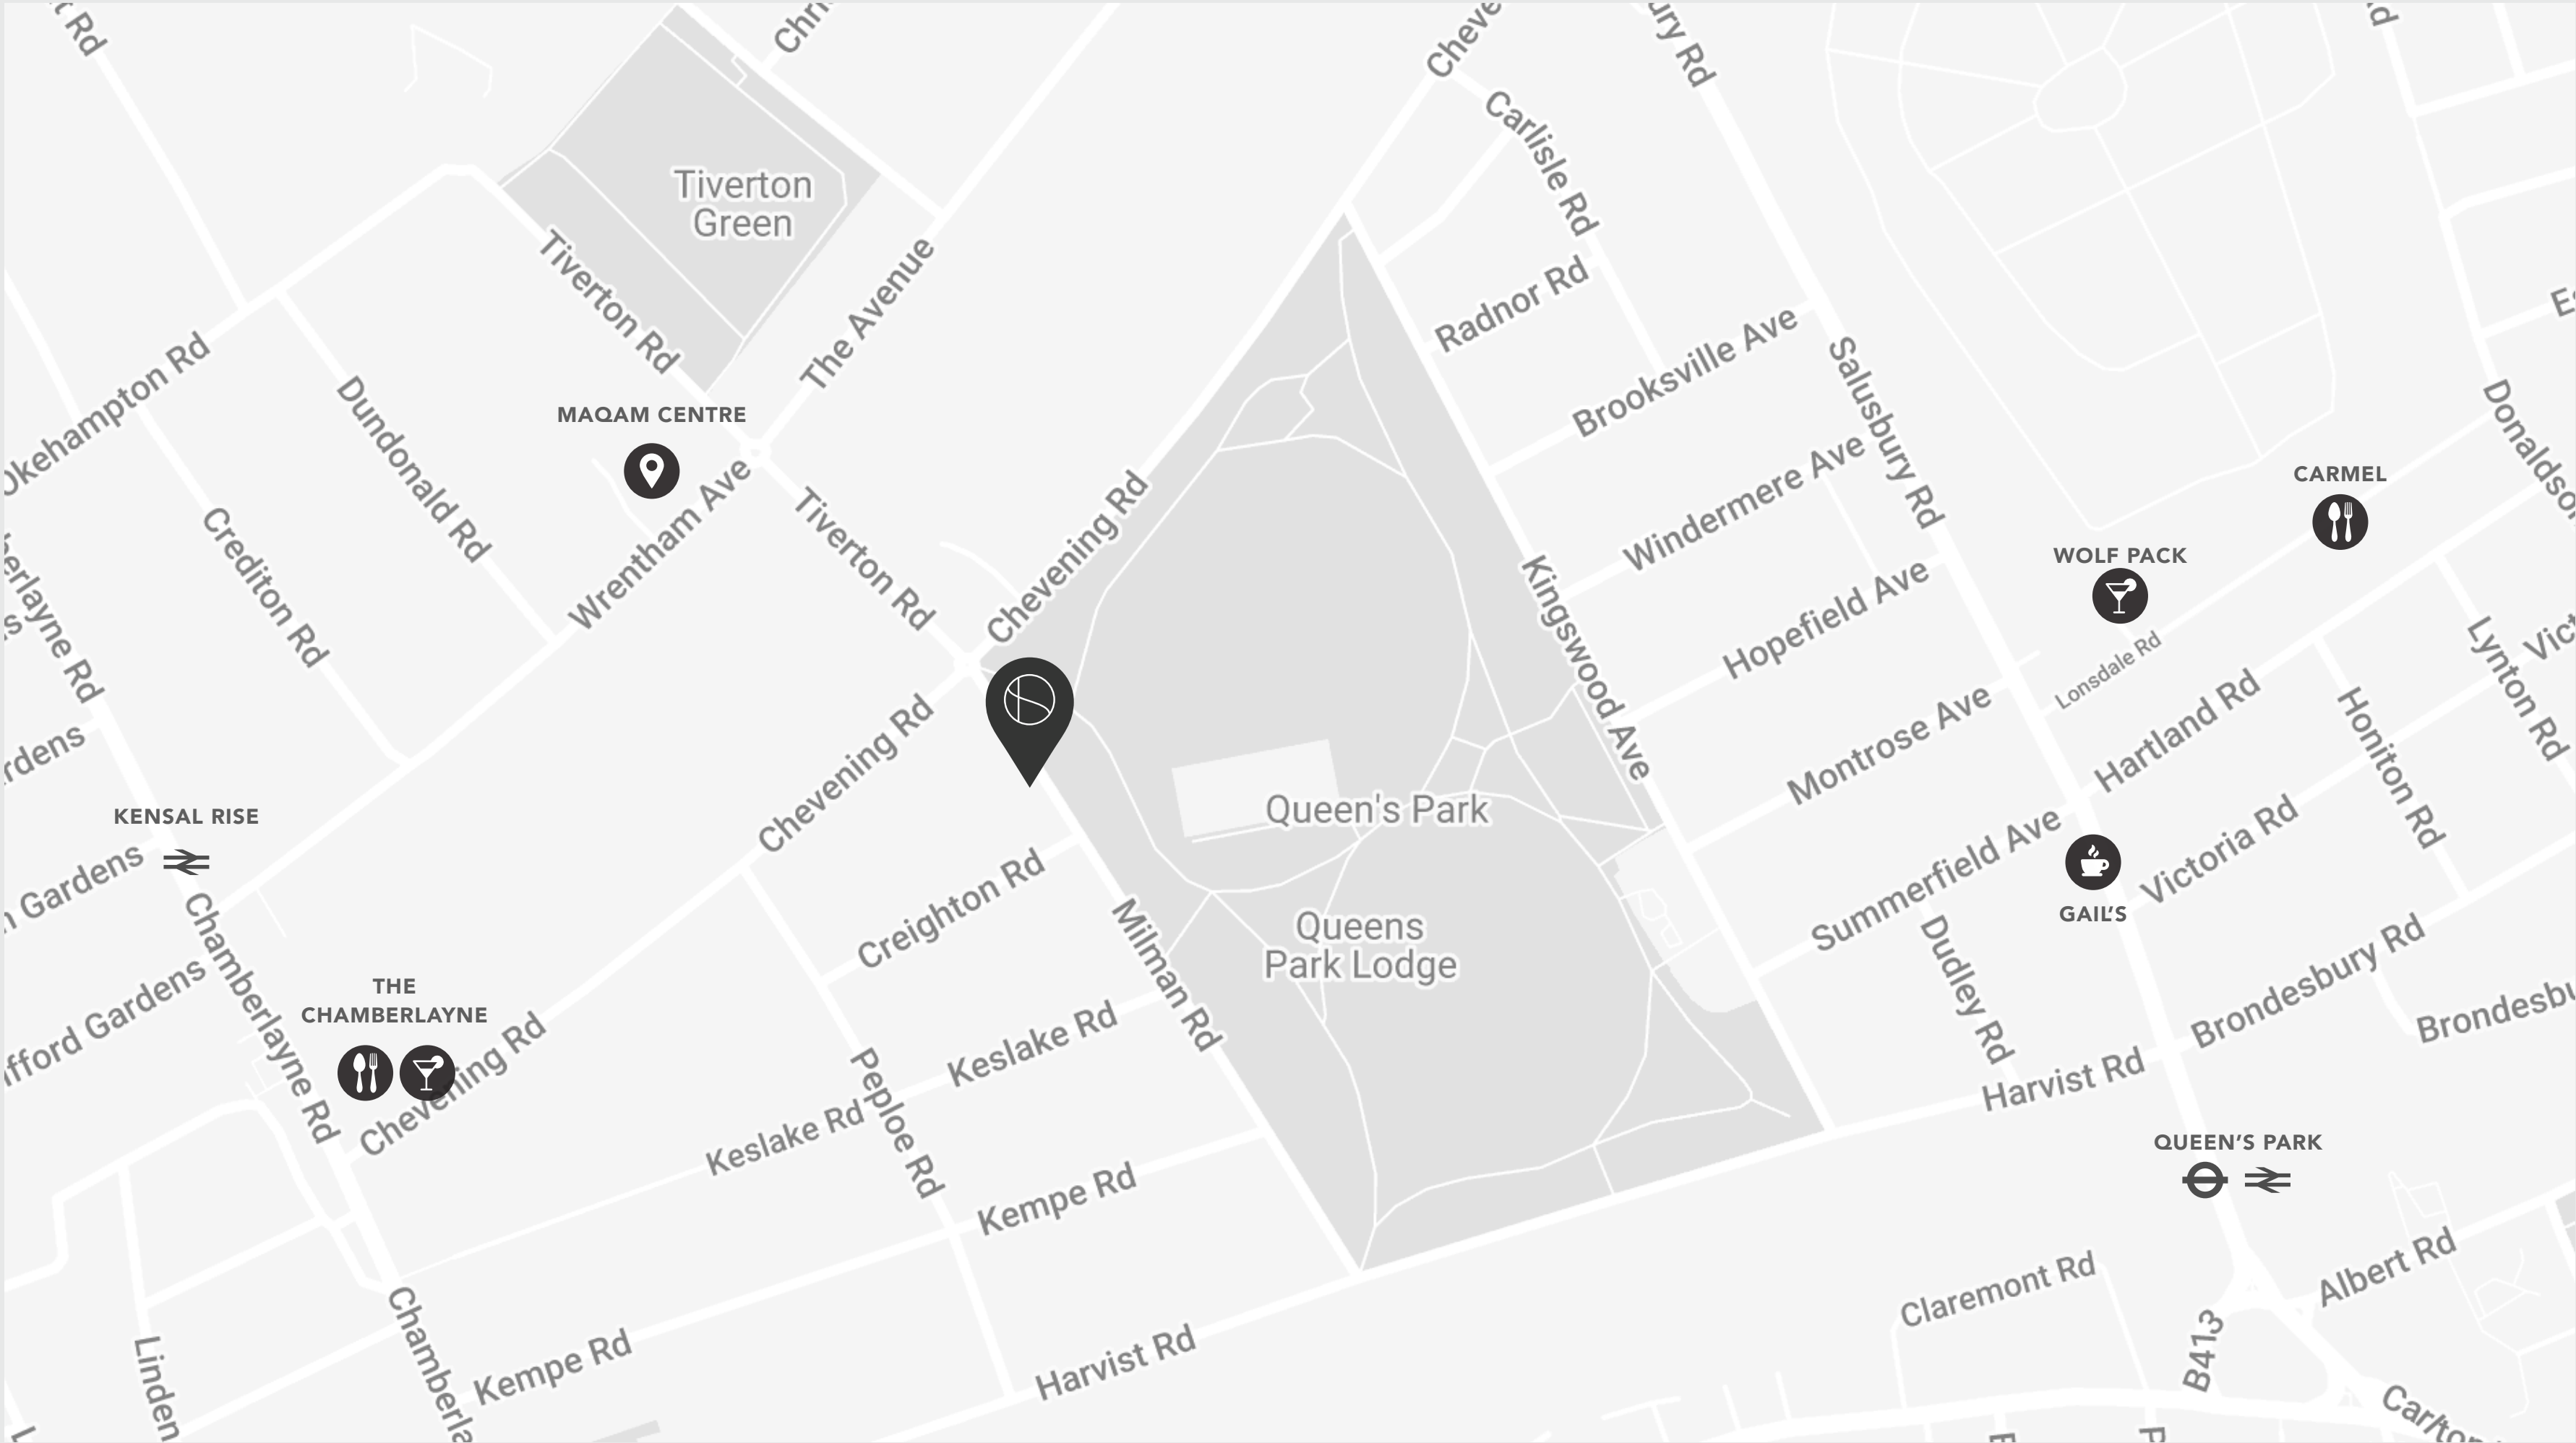 Tiverton
Green
Carlisle Rd
Tiverton Rd
The Avenue
Radnor Rd
Brooksville Ave
Salusbury Rd
Okehampton Rd
Dundonald Rd
MAQAM CENTRE
Wrentham Ave
Crediton Rd
Tiverton Rd
Chevening Rd
Windermere Ave
Hopefield Ave
Kingswood Ave
CARMEL
WOLF PACK
Lonsdale Rd
Hartland Rd
Honiton Rd
Lynton Rd
Montrose Ave
Chevening Rd
Queen's Park
KENSAL RISE
Gardens
Chamberlayne Rd
Gardens
Creighton Rd
Milman Rd
Queens
Park Lodge
Summerfield Ave
GAIL'S
Victoria Rd
Dudley Rd
Brondesbury Rd
Harvist Rd
THE
CHAMBERLAYNE
Chevening Rd
Keslake Rd
Keslake Rd
Peploe Rd
Kempe Rd
QUEEN'S PARK
Claremont Rd
Albert Rd
B413
Kempe Rd
Harvist Rd
Linden